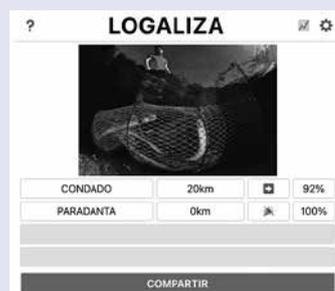 ? LOGALIZA
CONDADO 20km ➡ 92%
PARADANTA 0km 100%
COMPARTIR